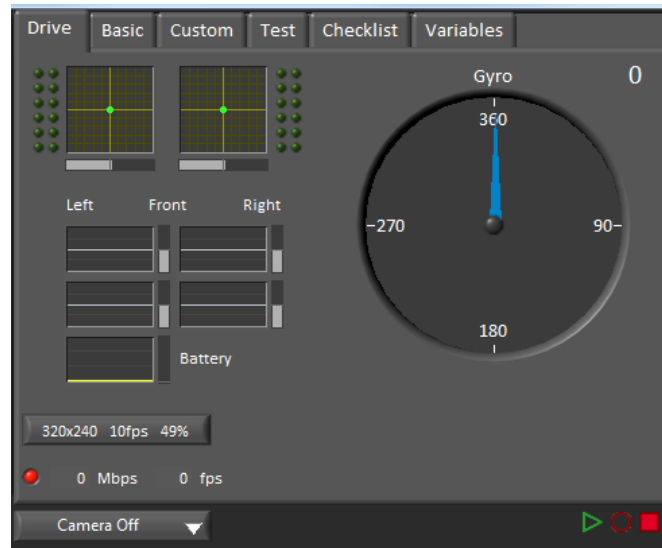 Drive Basic Custom Test Checklist Variables
Gyro 0
360
Left Front Right
270 90
180
Battery
320x240 10fps 49%
0 Mbps 0 fps
Camera Off